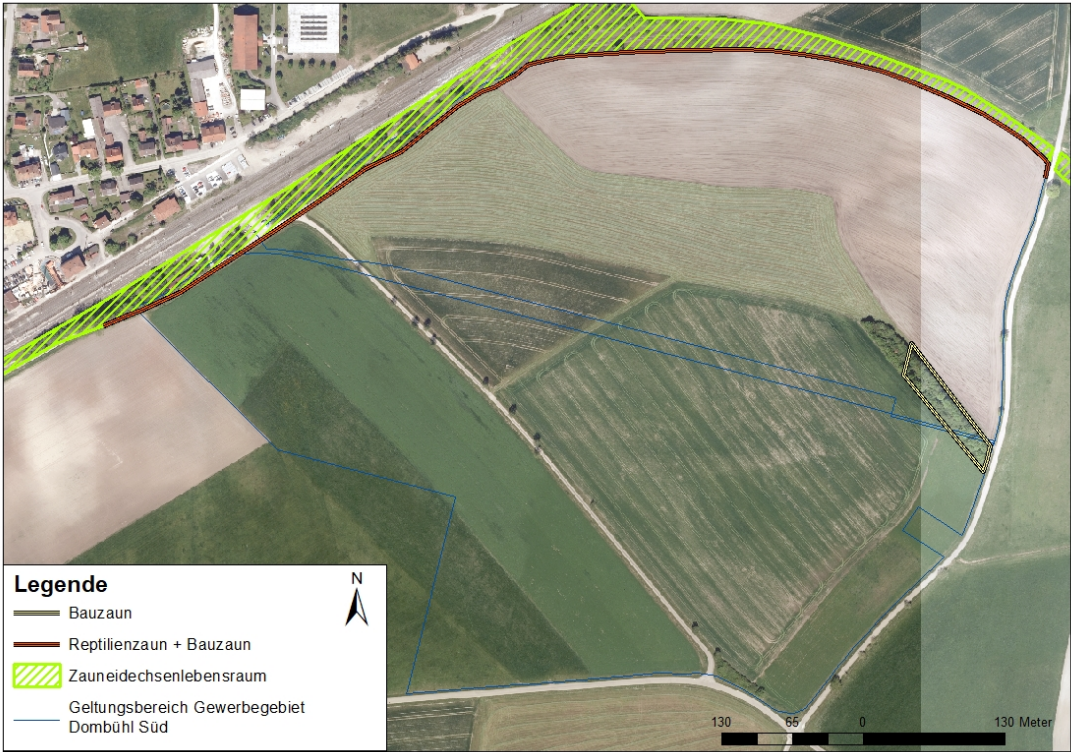 Legende
N
Bauzaun
Reptilienzaun + Bauzaun
Zauneidechsenlebensraum
Geltungsbereich Gewerbegebiet
Dombühl Süd
130 65 0 130 Meter